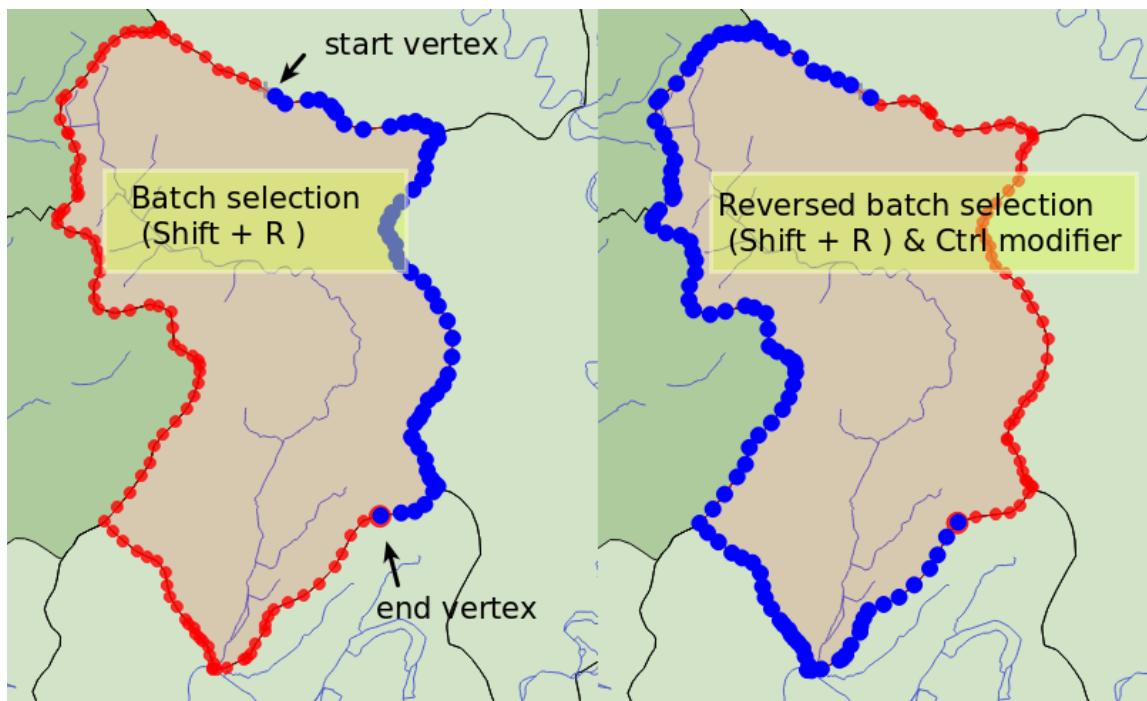 start vertex
Batch selection
(Shift + R )
end vertex
Reversed batch selection
(Shift + R ) & Ctrl modifier